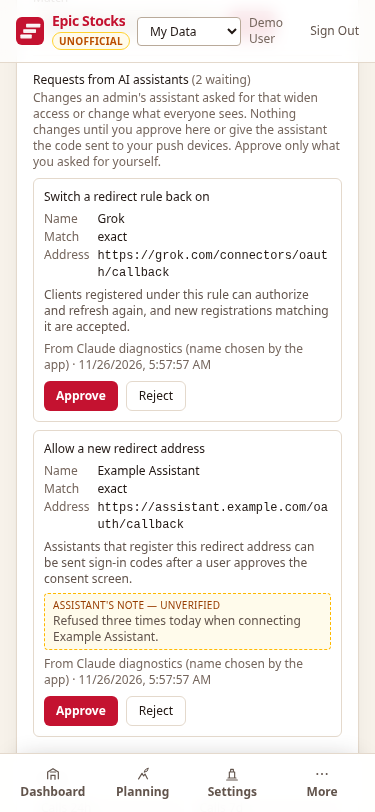 Epic Stocks
UNOFFICIAL
My Data
Demo
User
Sign Out
Requests from AI assistants (2 waiting)
Changes an admin's assistant asked for that widen
access or change what everyone sees. Nothing
changes until you approve here or give the assistant
the code sent to your push devices. Approve only what
you asked for yourself.
Switch a redirect rule back on
Name Grok
Match exact
Address https://grok.com/connectors/oaut
h/callback
Clients registered under this rule can authorize
and refresh again, and new registrations matching
it are accepted.
From Claude diagnostics (name chosen by the
app) · 11/26/2026, 5:57:57 AM
Approve
Reject
Allow a new redirect address
Name Example Assistant
Match exact
Address https://assistant.example.com/oa
uth/callback
Assistants that register this redirect address can
be sent sign-in codes after a user approves the
consent screen.
ASSISTANT'S NOTE — UNVERIFIED
Refused three times today when connecting
Example Assistant.
From Claude diagnostics (name chosen by the
app) · 11/26/2026, 5:57:57 AM
Approve
Reject
Dashboard
Planning
Settings
More